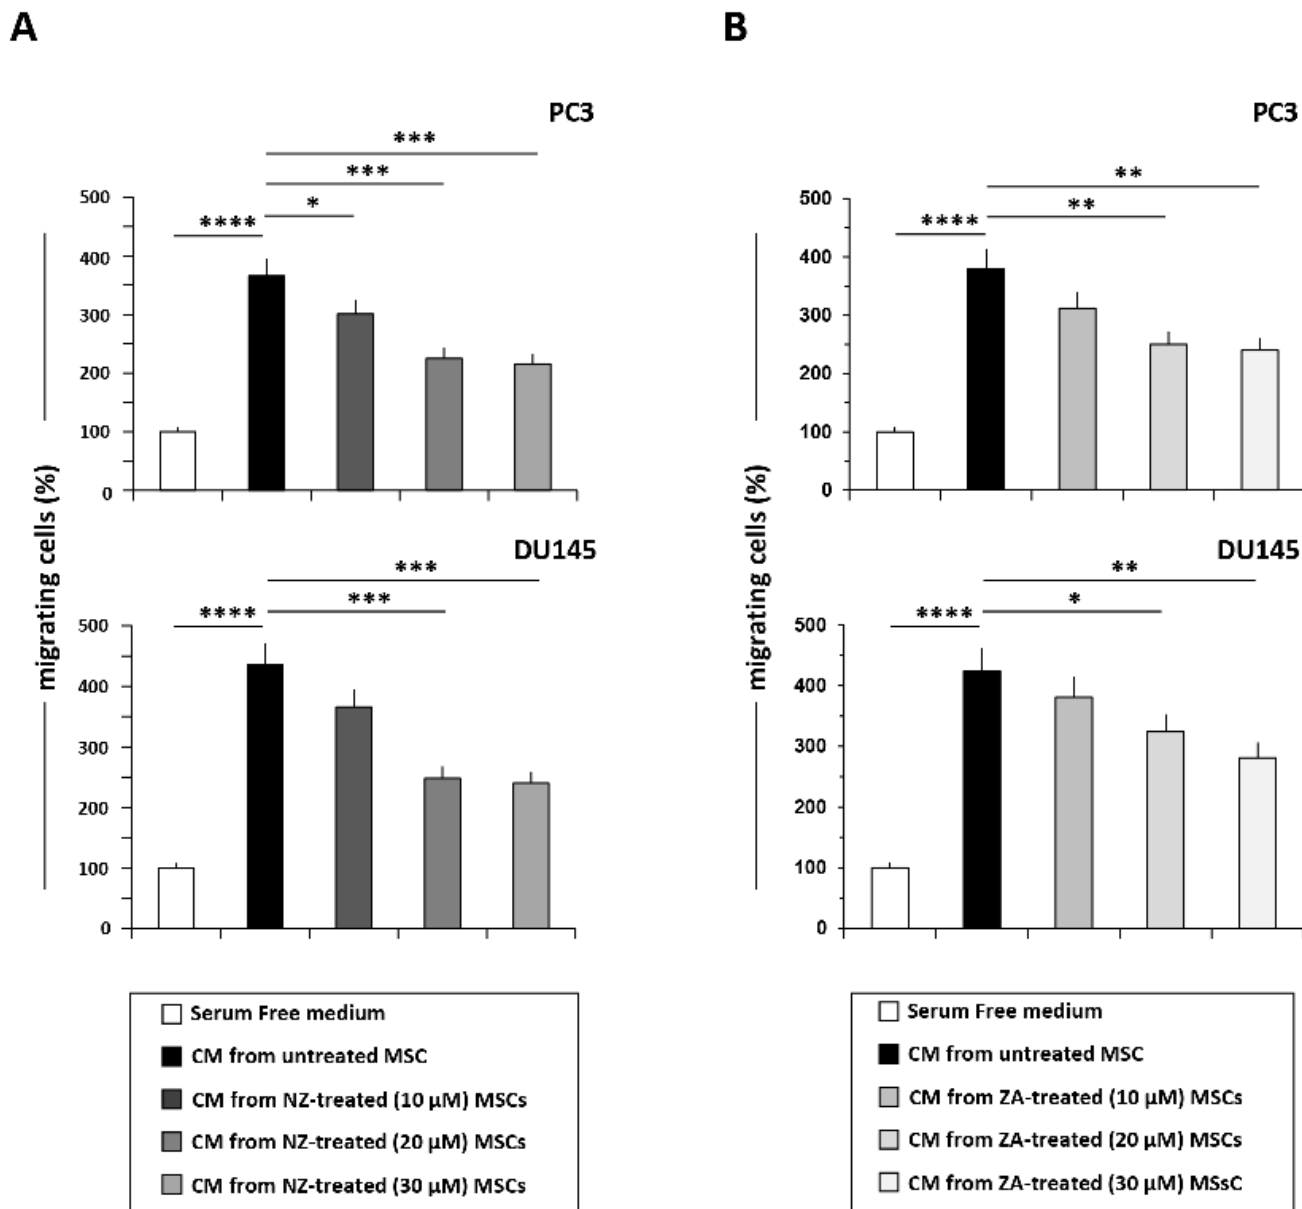 A
PC3
***
***
*
****
500
400
300
200
100
0
DU145
***
***
****
500
400
300
200
100
0
migrating cells (%)
Serum Free medium
CM from untreated MSC
CM from NZ-treated (10 µM) MSCs
CM from NZ-treated (20 µM) MSCs
CM from NZ-treated (30 µM) MSCs
B
PC3
**
**
****
500
400
300
200
100
0
DU145
**
*
****
500
400
300
200
100
0
migrating cells (%)
Serum Free medium
CM from untreated MSC
CM from ZA-treated (10 µM) MSCs
CM from ZA-treated (20 µM) MSCs
CM from ZA-treated (30 µM) MSsC